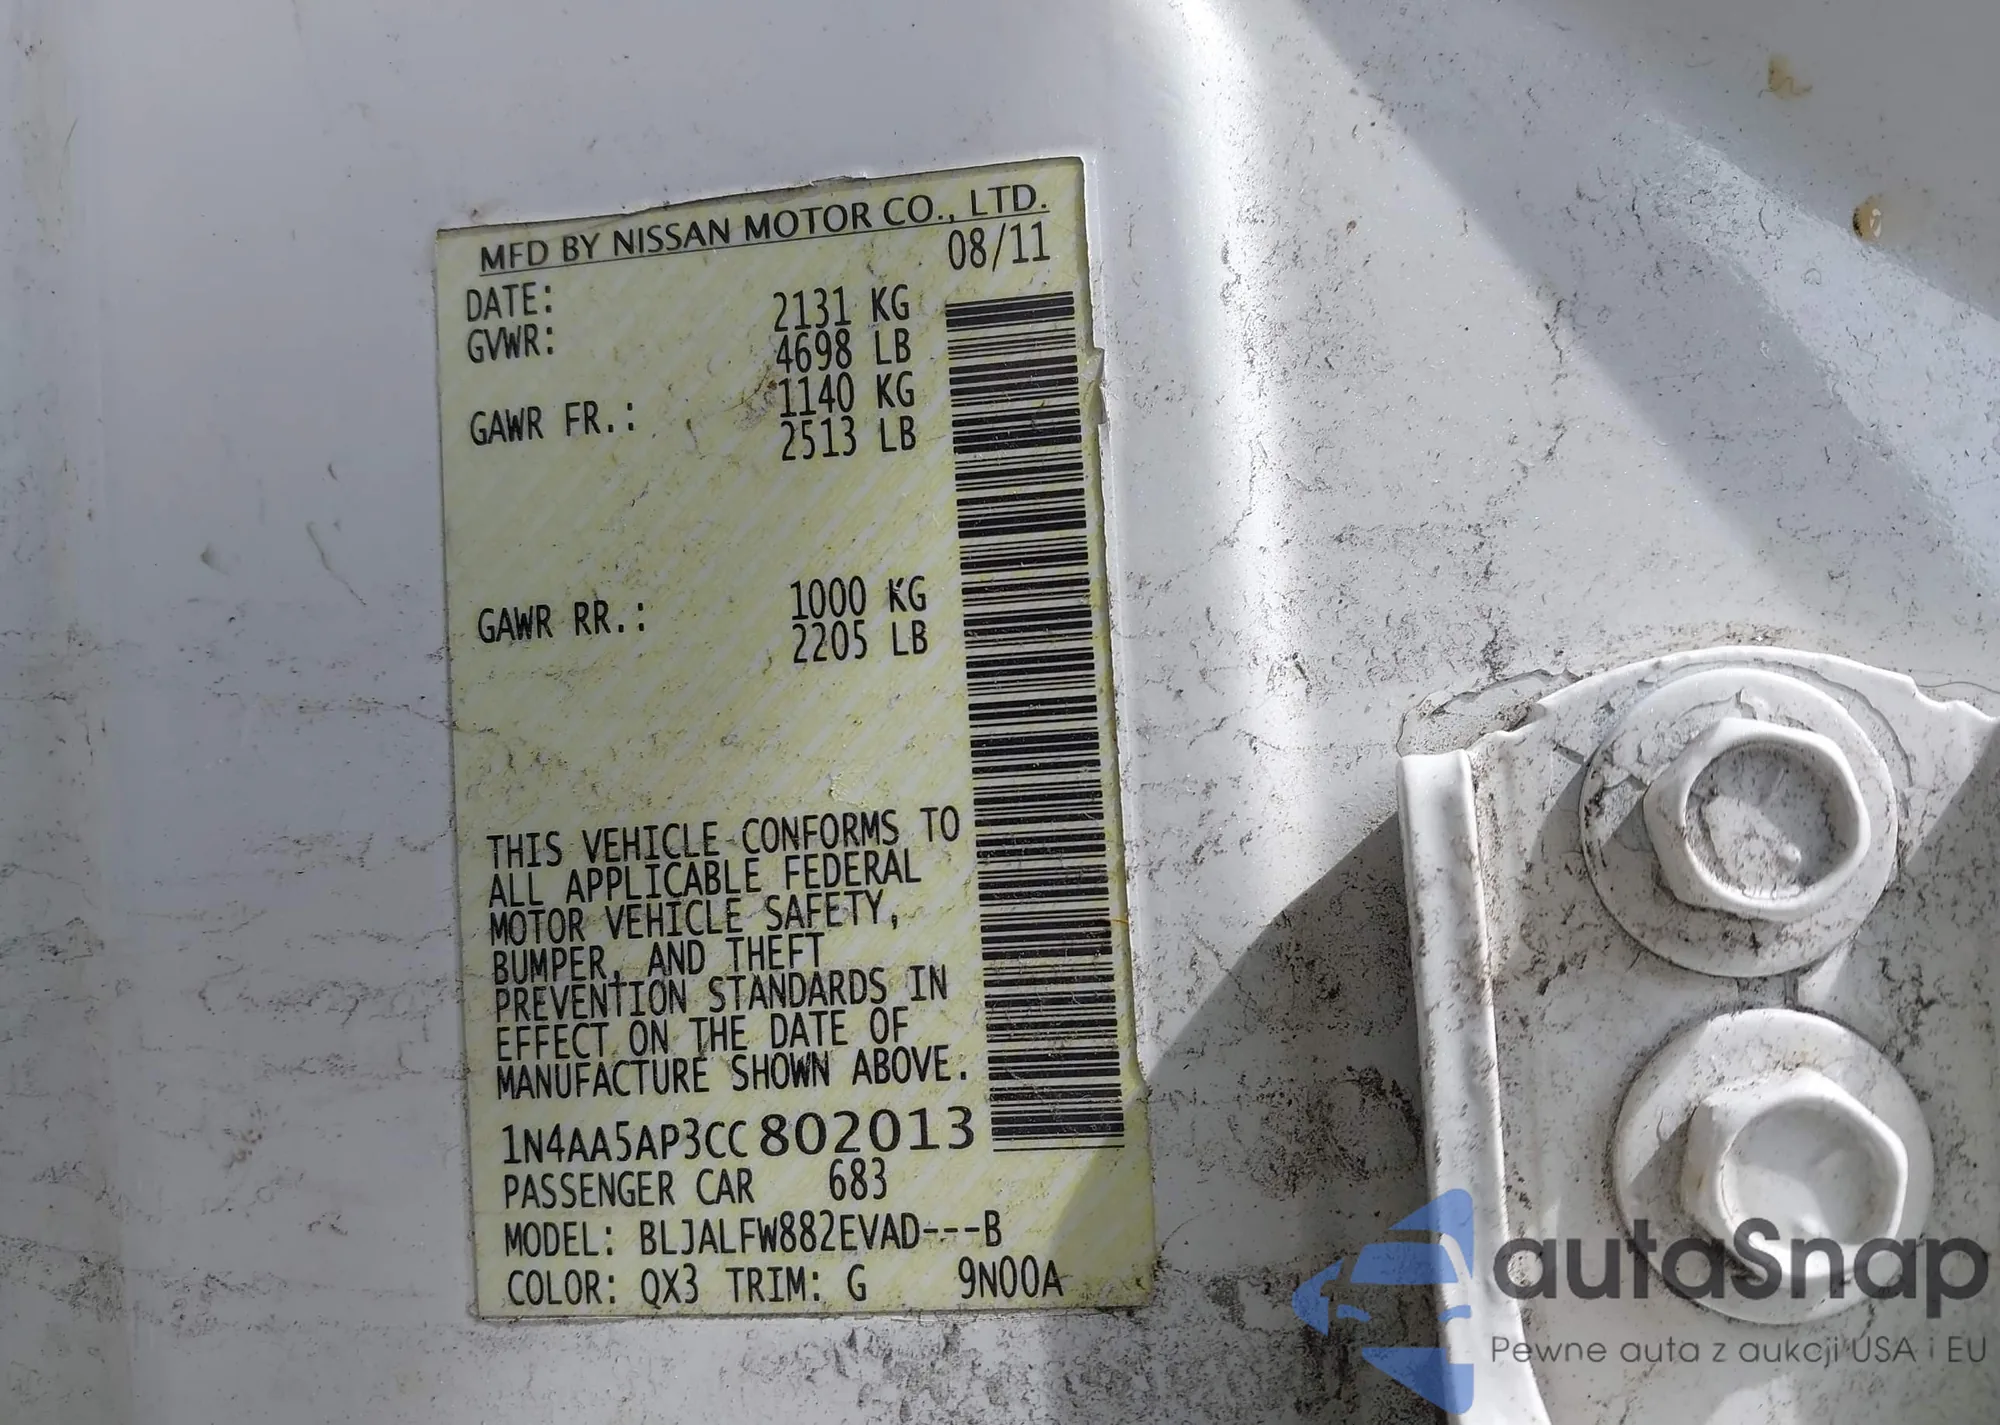 MFD BY NISSAN MOTOR CO., LTD.
DATE: 08/11
GVWR: 2131 KG
4698 LB
GAWR FR.: 1140 KG
2513 LB
GAWR RR.: 1000 KG
2205 LB
THIS VEHICLE CONFORMS TO
ALL APPLICABLE FEDERAL
MOTOR VEHICLE SAFETY,
BUMPER, AND THEFT
PREVENTION STANDARDS IN
EFFECT ON THE DATE OF
MANUFACTURE SHOWN ABOVE.
1N4AA5AP3CC802013
PASSENGER CAR 683
MODEL: BLJALFW882EVAD---B
COLOR: QX3 TRIM: G 9N00A
autaSnap
Pewne auta z aukcji USA i EU